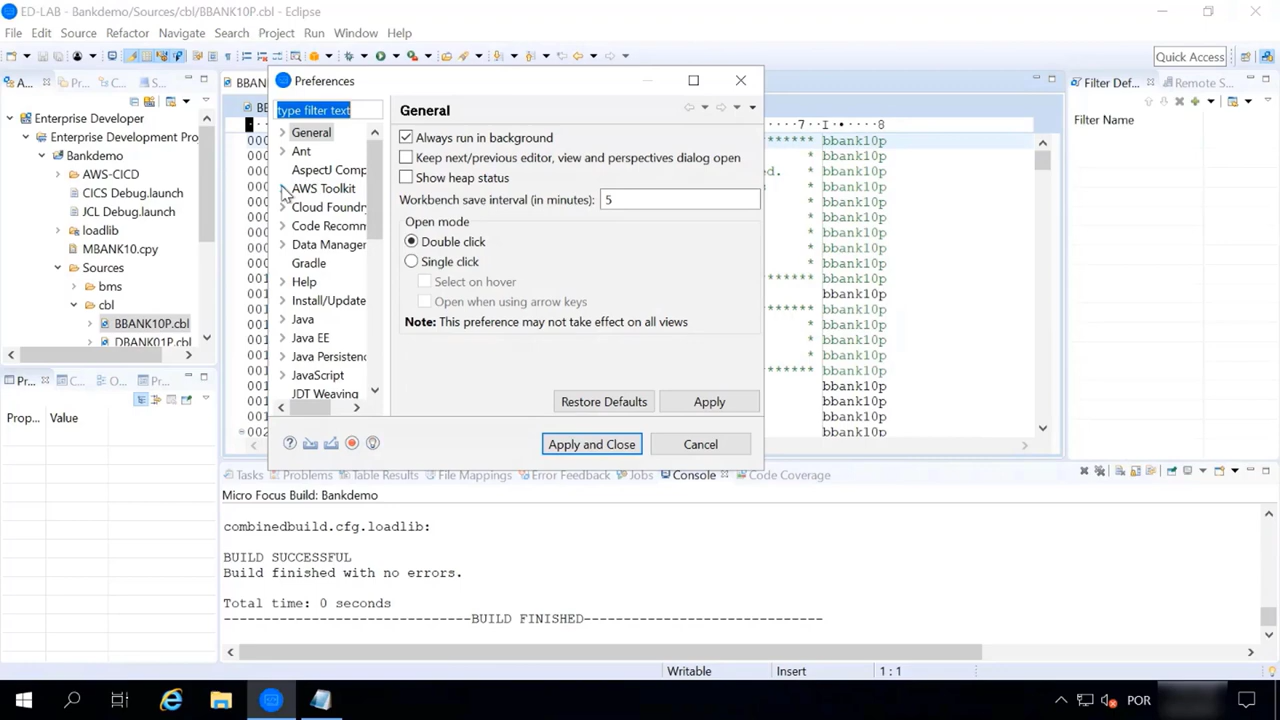 ED-LAB - Bankdemo/Sources/cbl/BBANK10P.cbl - Eclipse
File Edit Source Refactor Navigate Search Project Run Window Help
Quick Access
A... Pr... C... S...
Enterprise Developer
Enterprise Development Pro
Bankdemo
AWS-CICD
CICS Debug.launch
JCL Debug.launch
loadlib
MBANK10.cpy
Sources
bms
cbl
BBANK10P.cbl
DBANK01P.cbl
Pr... C... O... Pr...
Prop... Value
Preferences
type filter text
General
Ant
AspectJ Comp
AWS Toolkit
Cloud Foundr
Code Recomm
Data Manager
Gradle
Help
Install/Update
Java
Java EE
Java Persistenc
JavaScript
JDT Weaving
General
Always run in background
Keep next/previous editor, view and perspectives dialog open
Show heap status
Workbench save interval (in minutes): 5
Open mode
Double click
Single click
Select on hover
Open when using arrow keys
Note: This preference may not take effect on all views
Restore Defaults Apply
Apply and Close Cancel
7 I 8
****** bbank10p
* bbank10p
d. * bbank10p
* bbank10p
* bbank10p
* bbank10p
* bbank10p
* bbank10p
* bbank10p
****** bbank10p
bbank10p
****** bbank10p
* bbank10p
* bbank10p
* bbank10p
****** bbank10p
bbank10p
bbank10p
bbank10p
bbank10p
Filter Def... Remote S...
Filter Name
Tasks Problems Table Results File Mappings Error Feedback Jobs Console Code Coverage
Micro Focus Build: Bankdemo
combinedbuild.cfg.loadlib:
BUILD SUCCESSFUL
Build finished with no errors.
Total time: 0 seconds
------------------------------BUILD FINISHED-----------------------------
Writable Insert 1 : 1
POR